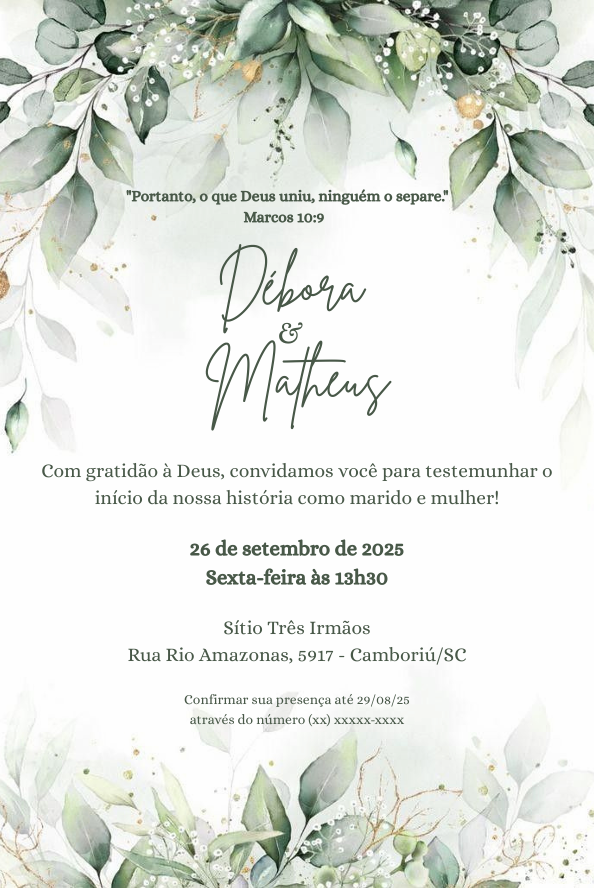 "Portanto, o que Deus uniu, ninguém o separe."
Marcos 10:9
Débora
&
Matheus
Com gratidão à Deus, convidamos você para testemunhar o
início da nossa história como marido e mulher!
26 de setembro de 2025
Sexta-feira às 13h30
Sítio Três Irmãos
Rua Rio Amazonas, 5917 - Camboriú/SC
Confirmar sua presença até 29/08/25
através do número (xx) xxxxx-xxxx